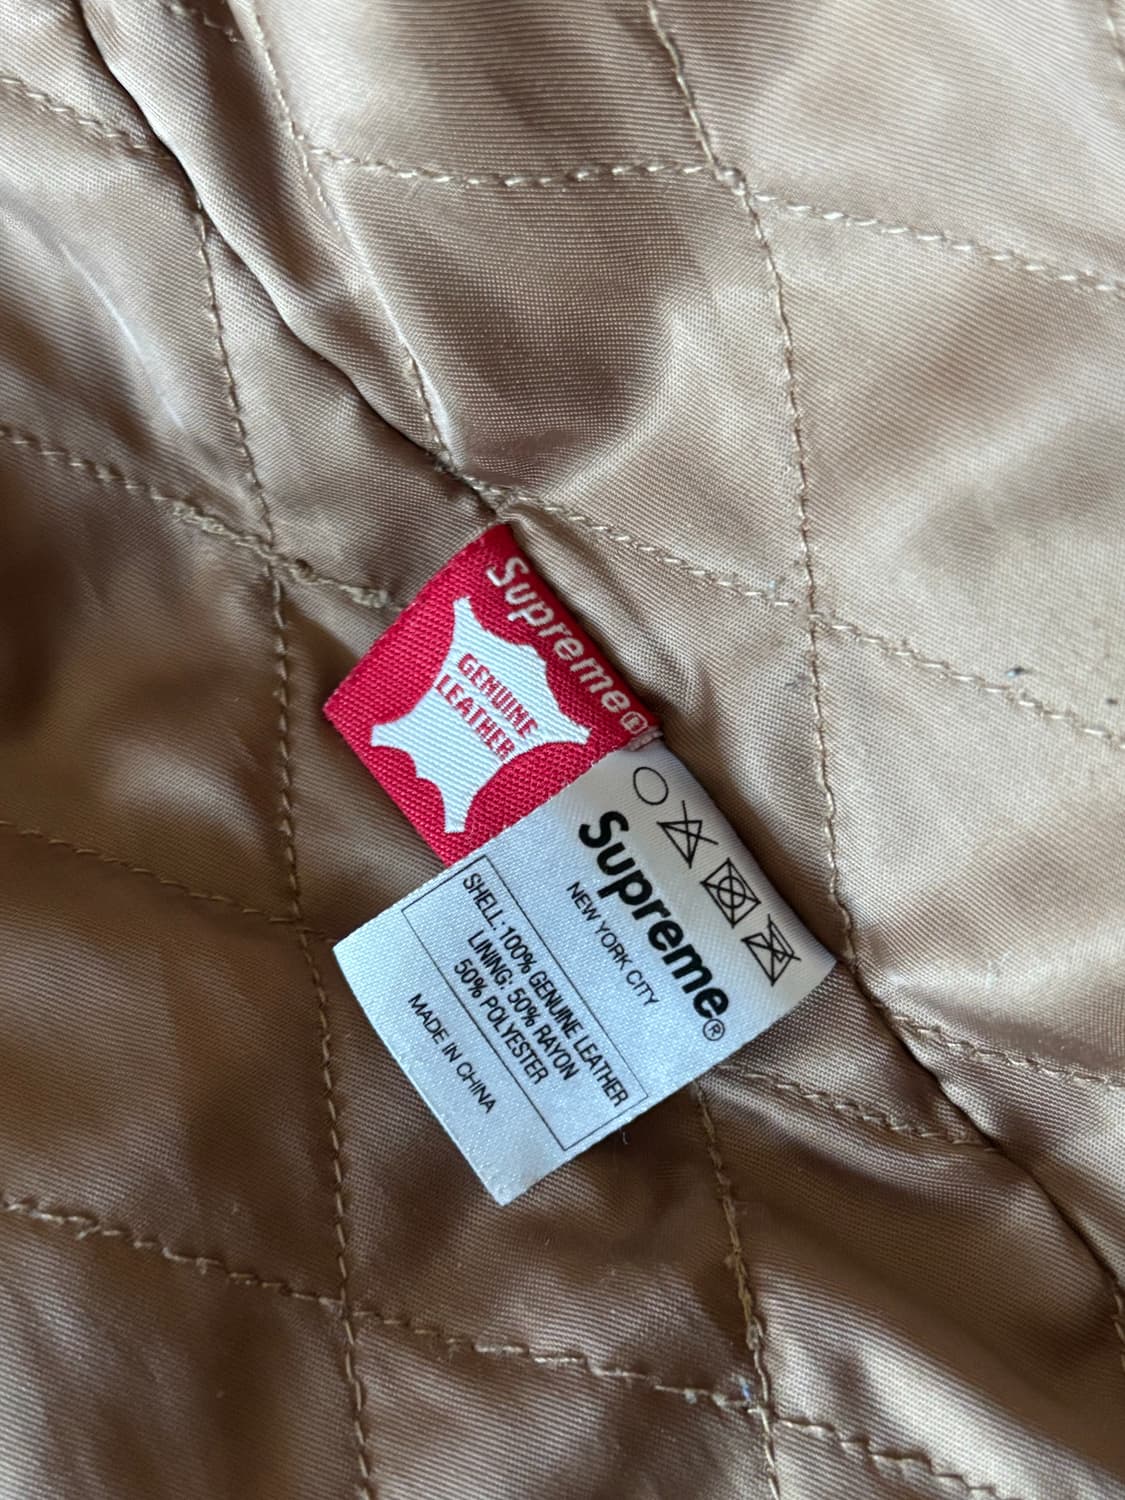 Supreme®
GENUINE
LEATHER
Supreme®
NEW YORK CITY
SHELL: 100% GENUINE LEATHER
LINING: 50% RAYON
50% POLYESTER
MADE IN CHINA